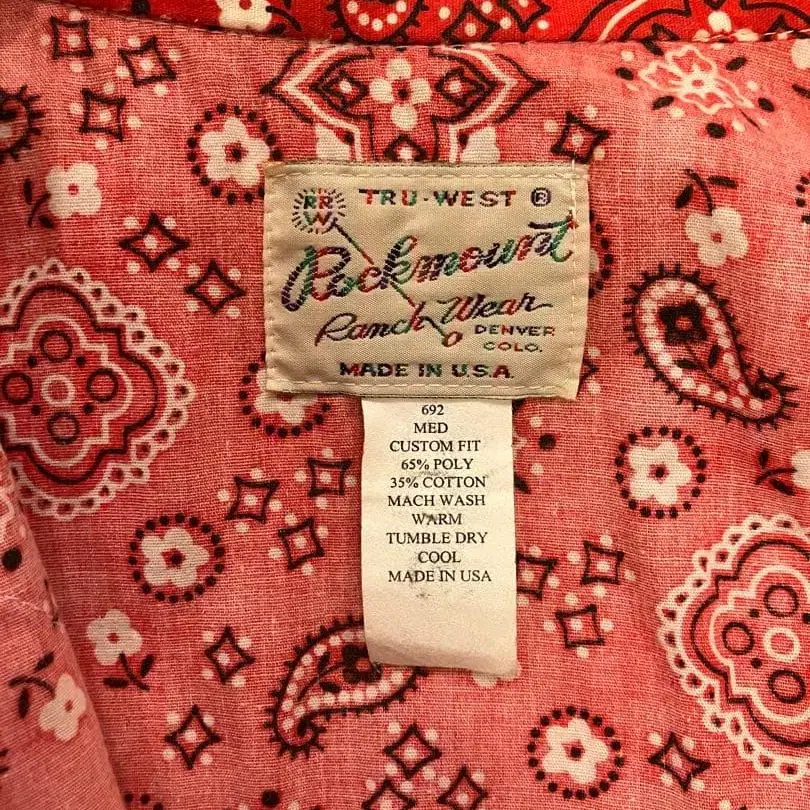 RR
W
TRU-WEST ®
Rockmount
Ranch Wear
DENVER
COLO.
MADE IN U.S.A.
692
MED
CUSTOM FIT
65% POLY
35% COTTON
MACH WASH
WARM
TUMBLE DRY
COOL
MADE IN USA